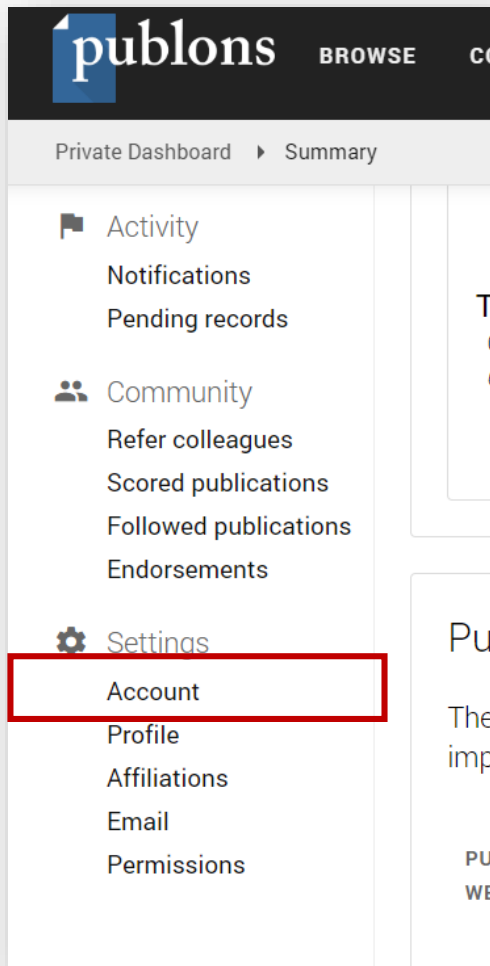 publons
BROWSE
Private Dashboard
Summary
Activity
Notifications
Pending records
Community
Refer colleagues
Scored publications
Followed publications
Endorsements
Settings
Account
Profile
Affiliations
Email
Permissions
The